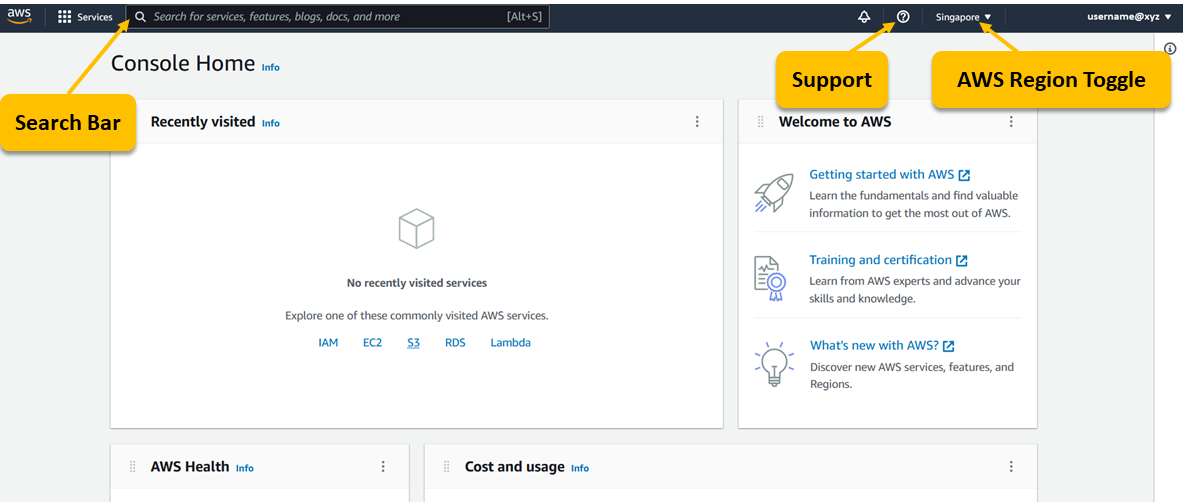 aws Services Search for services, features, blogs, docs, and more [Alt+S] Singapore username@xyz
Console Home Info
Support
AWS Region Toggle
Search Bar
Recently visited Info
No recently visited services
Explore one of these commonly visited AWS services.
IAM EC2 S3 RDS Lambda
Welcome to AWS
Getting started with AWS
Learn the fundamentals and find valuable
information to get the most out of AWS.
Training and certification
Learn from AWS experts and advance your
skills and knowledge.
What's new with AWS?
Discover new AWS services, features, and
Regions.
AWS Health Info
Cost and usage Info